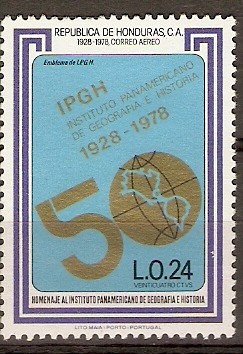 REPUBLICA DE HONDURAS, C.A.
1928-1978, CORREO AEREO
Emblema de I.P.G.H.
IPGH
INSTITUTO PANAMERICANO
DE GEOGRAFIA E HISTORIA
1928-1978
50
L.0.24
VEINTICUATRO CTVS.
HOMENAJE AL INSTITUTO PANAMERICANO DE GEOGRAFIA E HISTORIA
LITO MAIA · PORTO · PORTUGAL